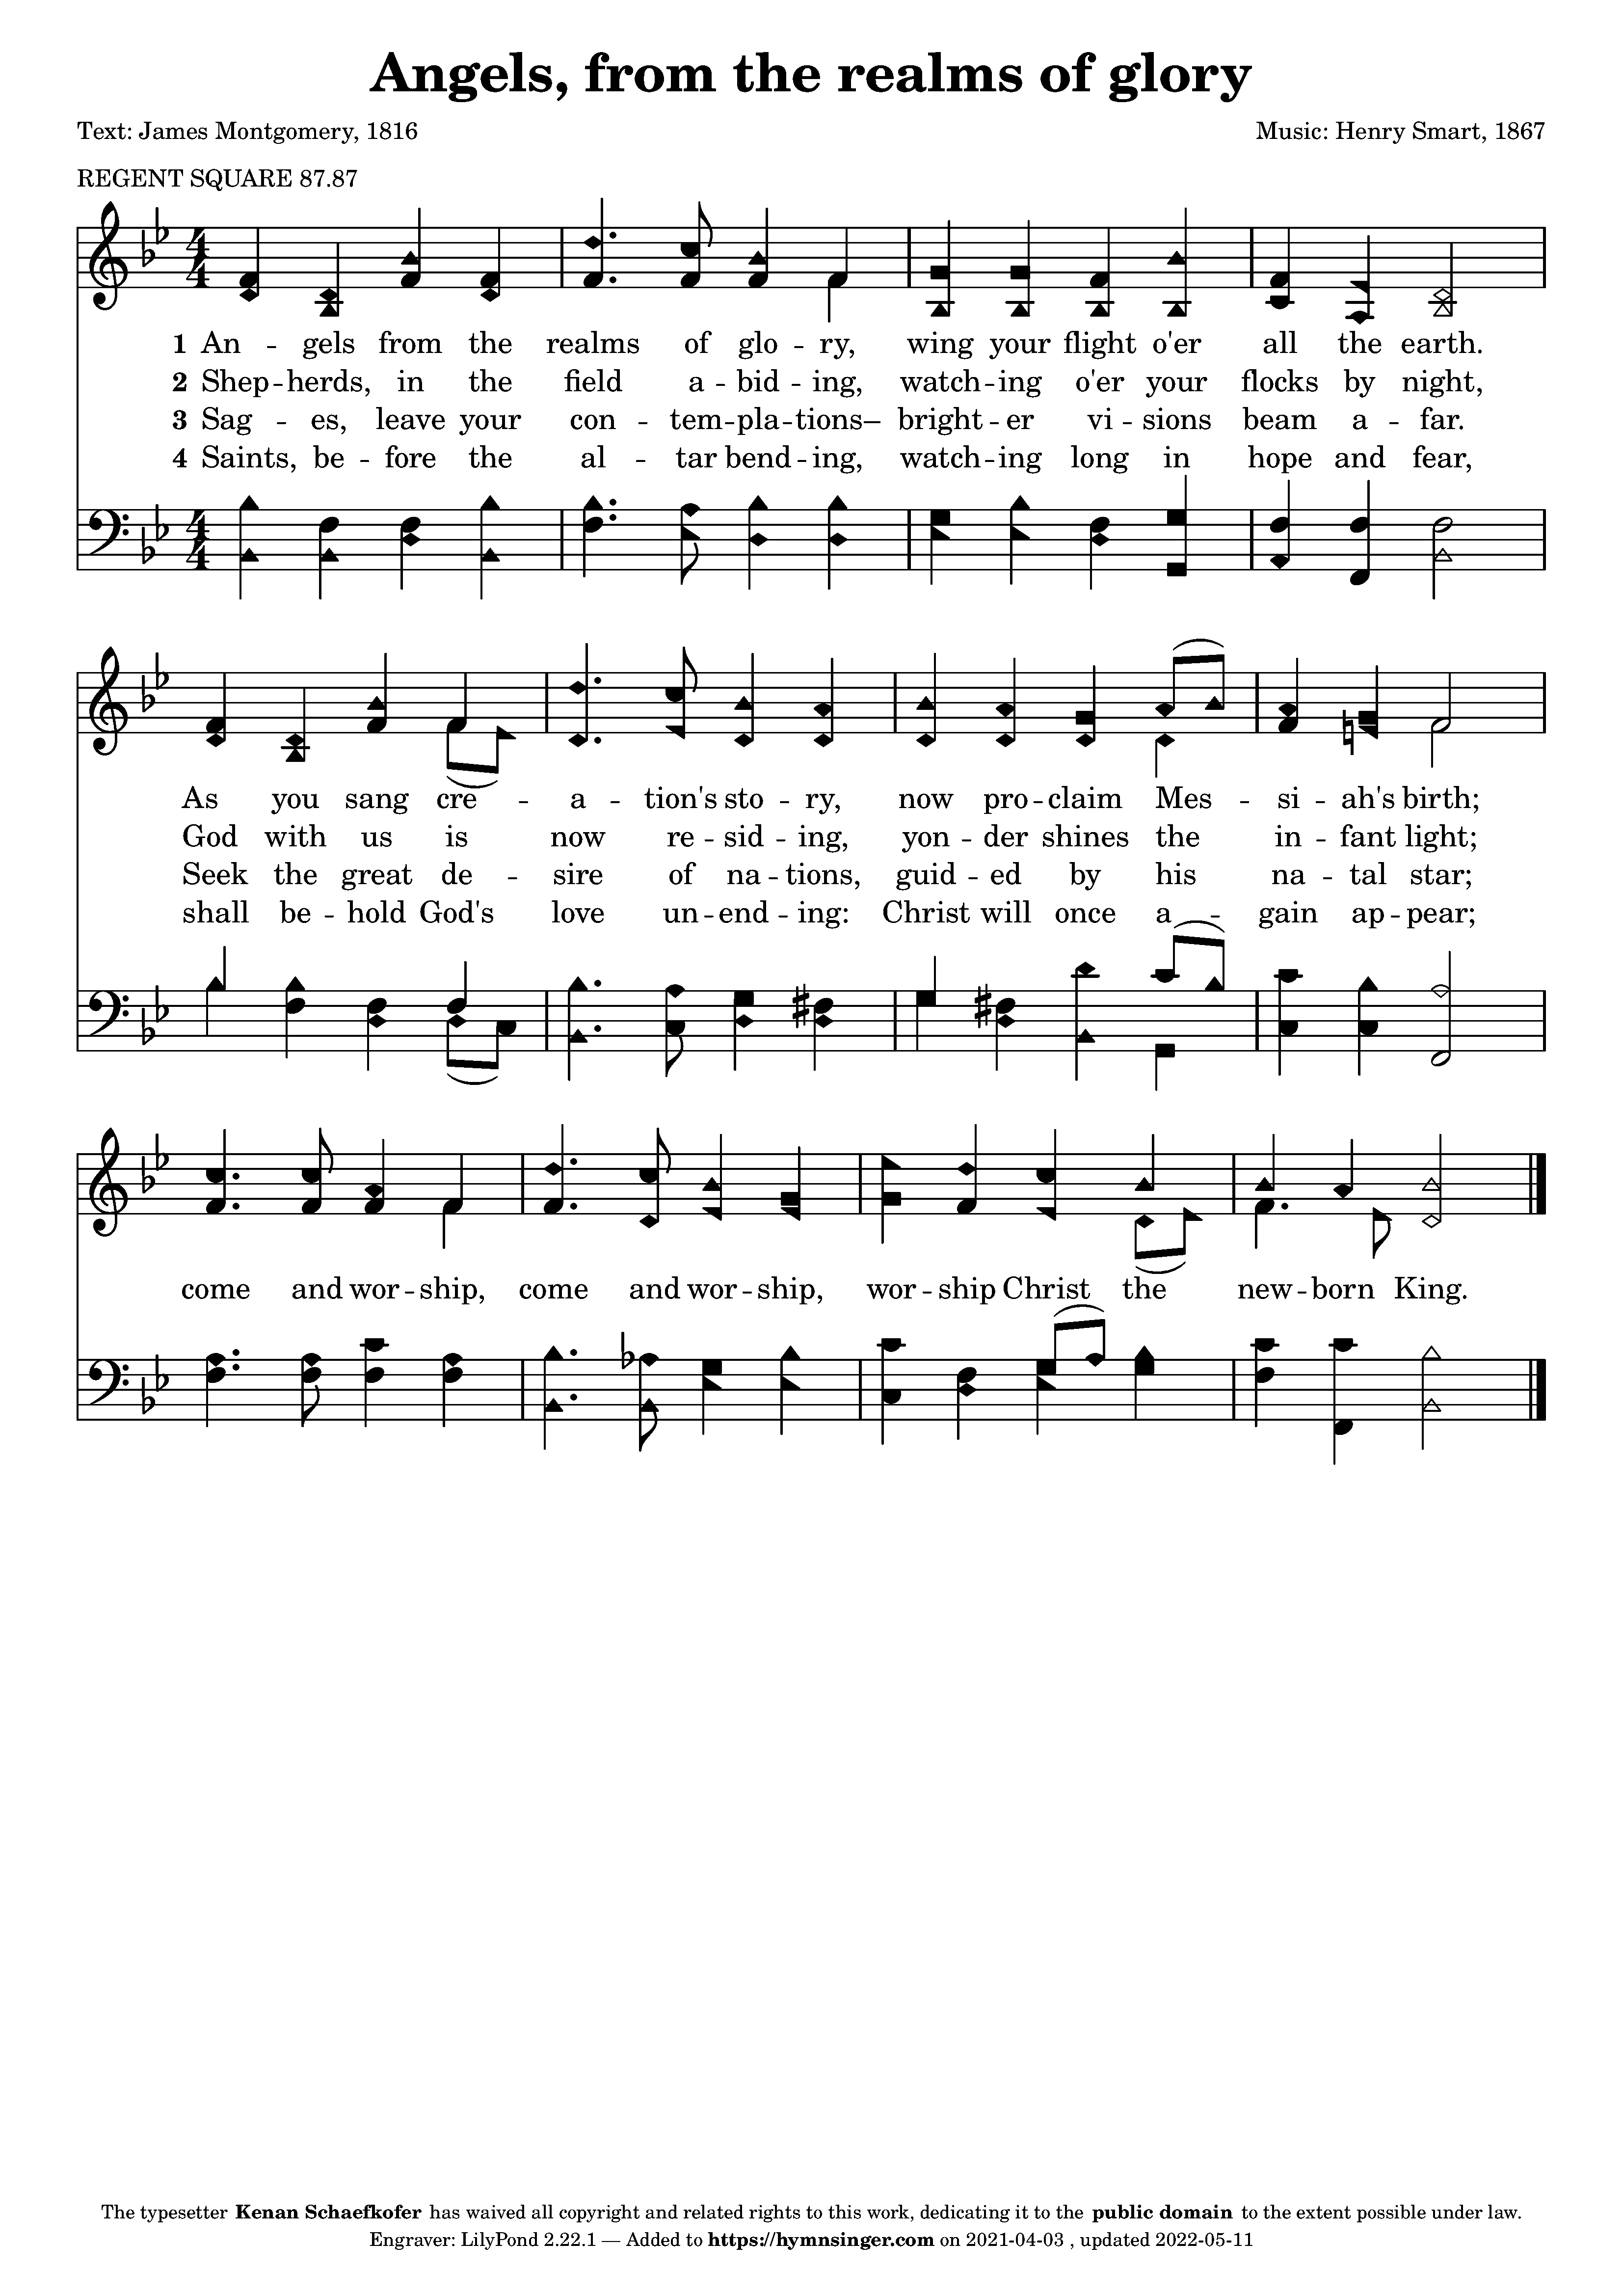 Angels, from the realms of glory
Text: James Montgomery, 1816 Music: Henry Smart, 1867
REGENT SQUARE 87.87
1 An - gels from the realms of glo - ry, wing your flight o'er all the earth.
2 Shep - herds, in the field a - bid - ing, watch - ing o'er your flocks by night,
3 Sag - es, leave your con - tem - pla - tions– bright - er vi - sions beam a - far.
4 Saints, be - fore the al - tar bend - ing, watch - ing long in hope and fear,
As you sang cre - a - tion's sto - ry, now pro - claim Mes - si - ah's birth;
God with us is now re - sid - ing, yon - der shines the in - fant light;
Seek the great de - sire of na - tions, guid - ed by his na - tal star;
shall be - hold God's love un - end - ing: Christ will once a - gain ap - pear;
come and wor - ship, come and wor - ship, wor - ship Christ the new - born King.
The typesetter Kenan Schaefkofer has waived all copyright and related rights to this work, dedicating it to the public domain to the extent possible under law.
Engraver: LilyPond 2.22.1 — Added to https://hymnsinger.com on 2021-04-03 , updated 2022-05-11